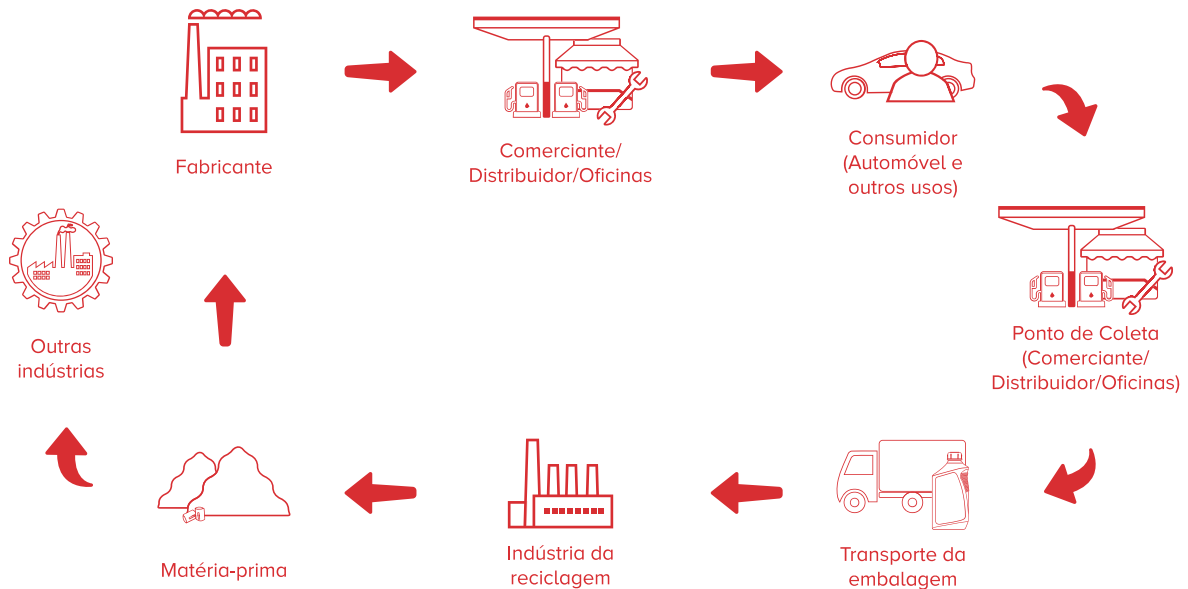 Fabricante
Comerciante/
Distribuidor/Oficinas
Consumidor
(Automóvel e
outros usos)
Ponto de Coleta
(Comerciante/
Distribuidor/Oficinas)
Transporte da
embalagem
Indústria da
reciclagem
Matéria-prima
Outras
indústrias